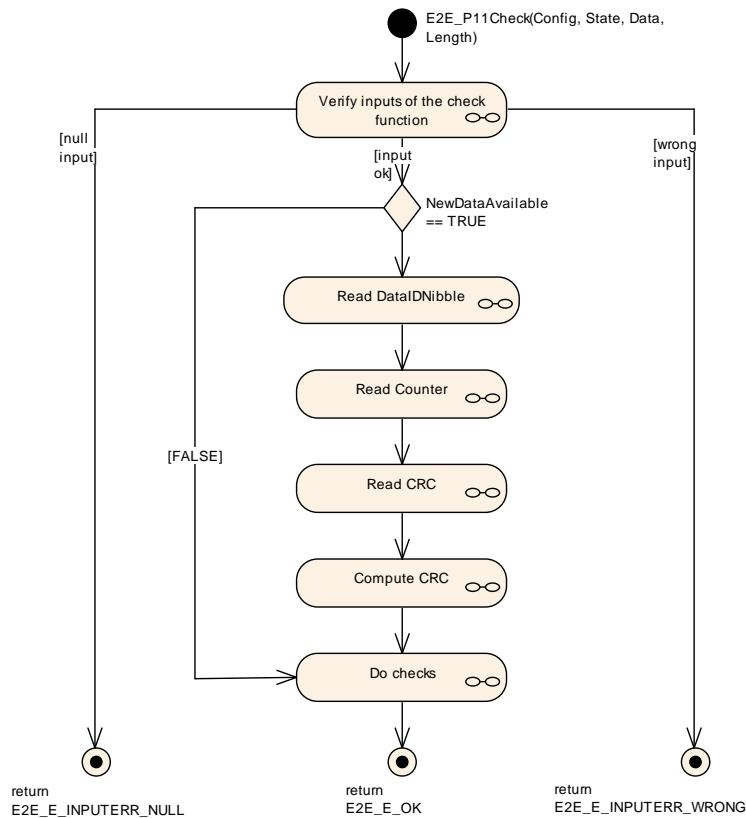 E2E_P11Check(Config, State, Data,
Length)
Verify inputs of the check
function
[null
input]
[input
ok]
[wrong
input]
NewDataAvailable
== TRUE
Read DataIDNibble
Read Counter
[FALSE]
Read CRC
Compute CRC
Do checks
return
E2E_E_INPUTERR_NULL
return
E2E_E_OK
return
E2E_E_INPUTERR_WRONG